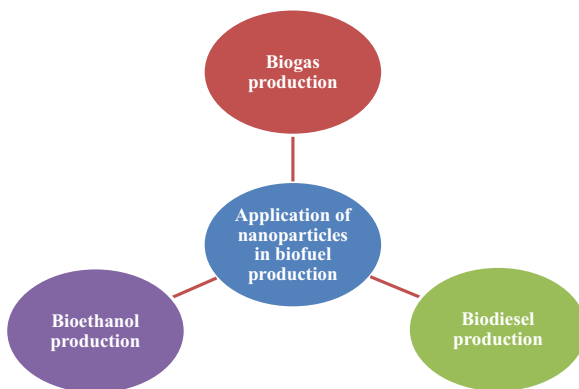 Biogas
production
Application of
nanoparticles
in biofuel
production
Bioethanol
production
Biodiesel
production